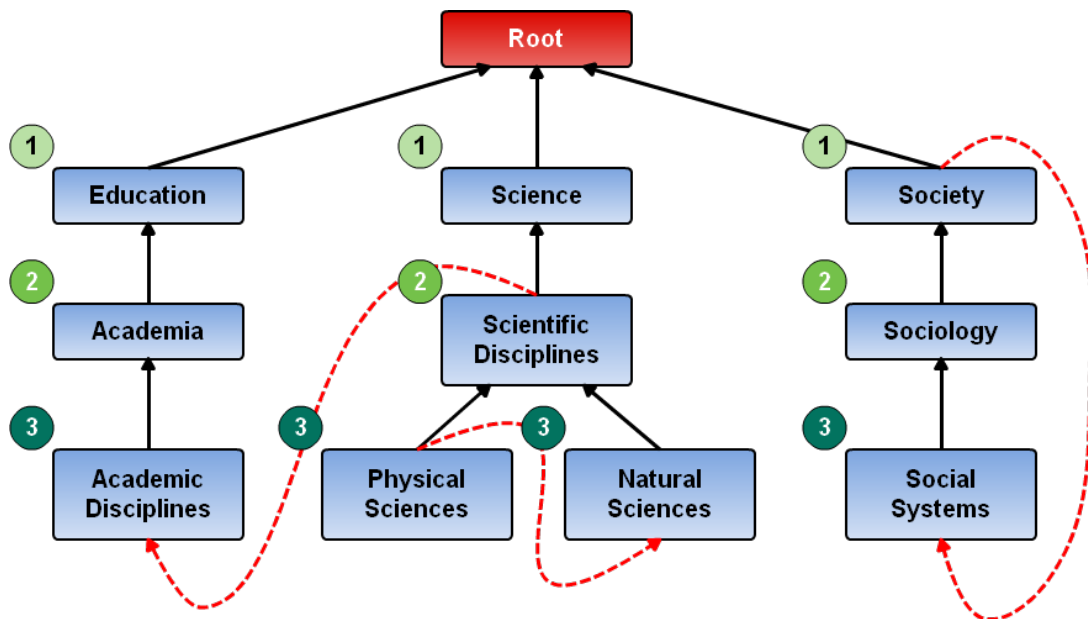 Root
1
1
1
Education
Science
Society
2
2
2
Academia
Scientific
Disciplines
Sociology
3
3
3
3
Academic
Disciplines
Physical
Sciences
Natural
Sciences
Social
Systems